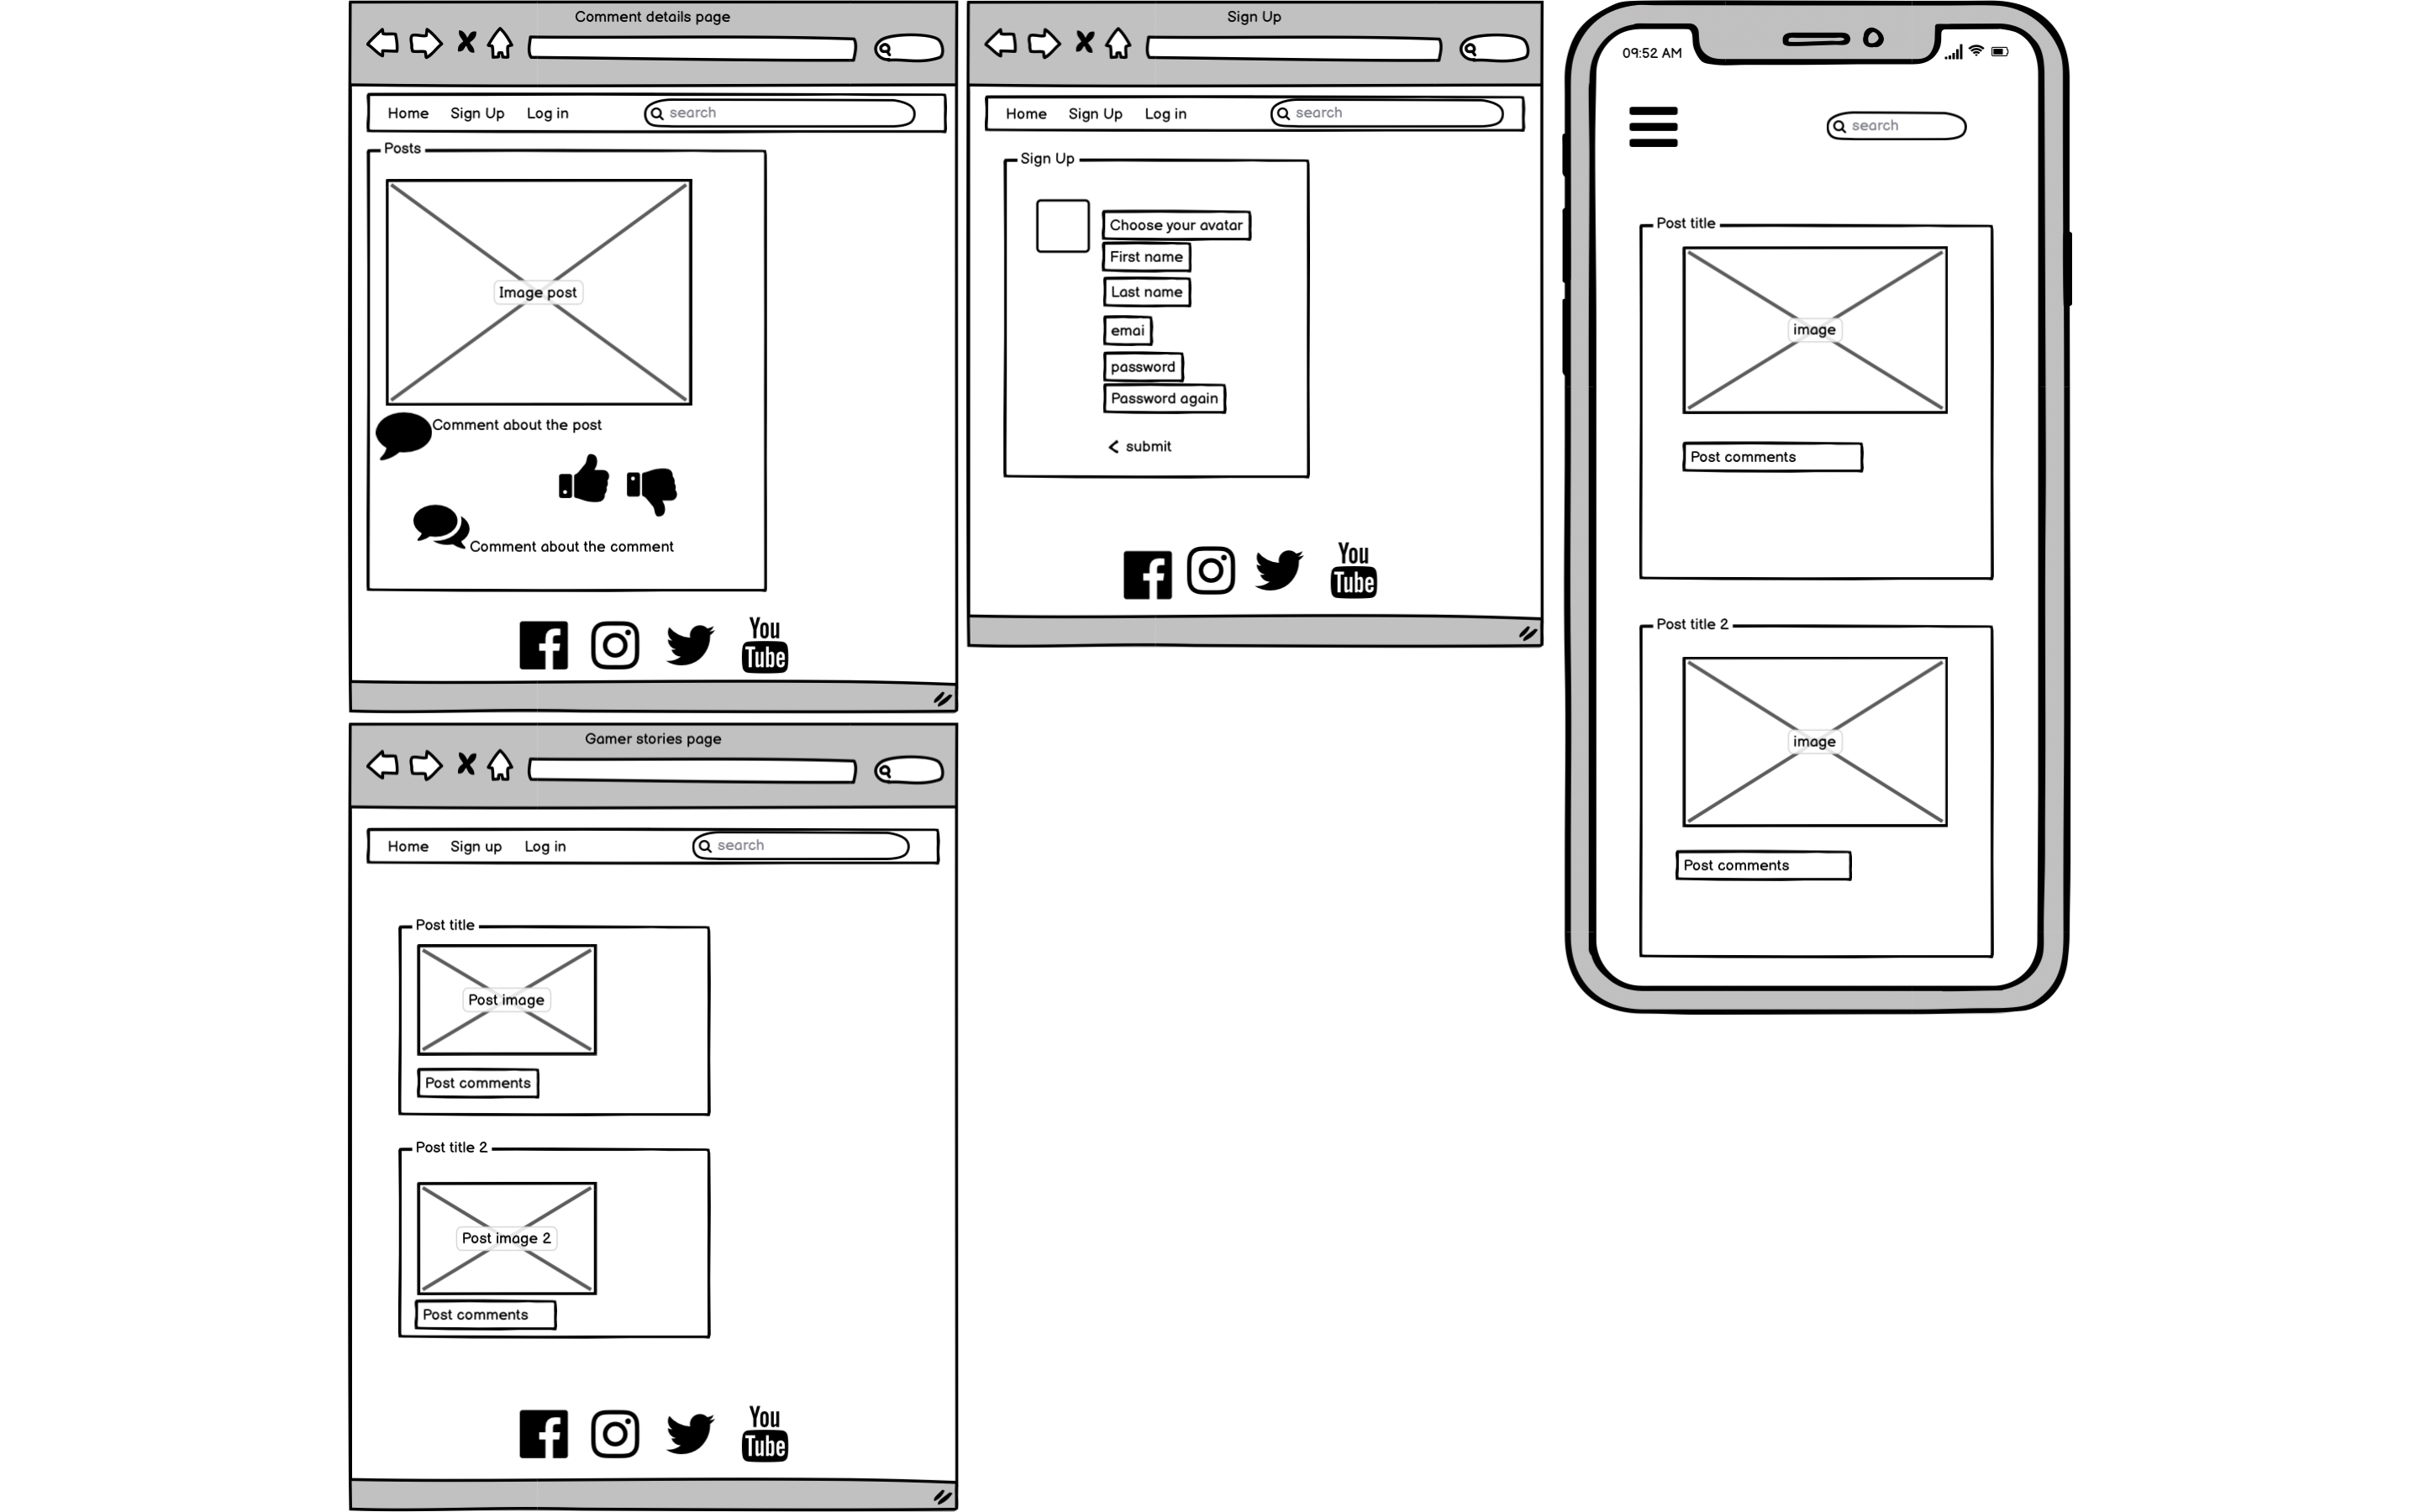 Comment details page
Home Sign Up Log in search
Posts
Image post
Comment about the post
Comment about the comment
You
Tube
Sign Up
Home Sign Up Log in search
Sign Up
Choose your avatar
First name
Last name
emai
password
Password again
< submit
You
Tube
09:52 AM
search
Post title
image
Post comments
Post title 2
image
Post comments
Gamer stories page
Home Sign up Log in search
Post title
Post image
Post comments
Post title 2
Post image 2
Post comments
You
Tube